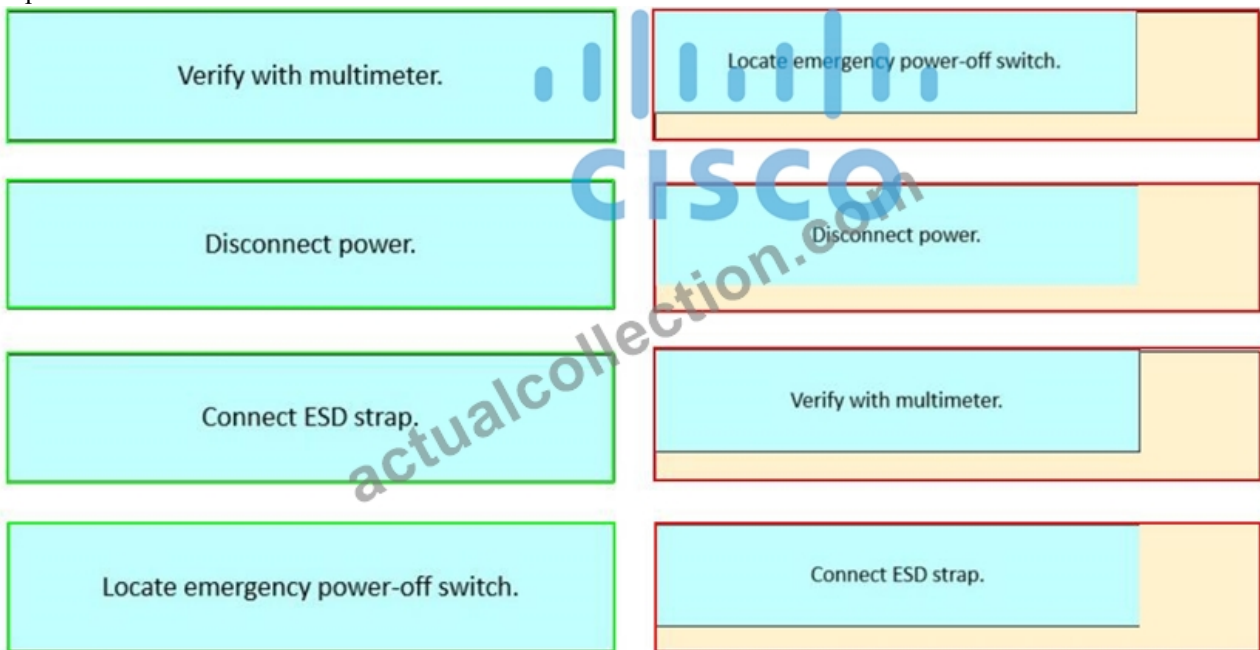 Verify with multimeter.
Locate emergency power-off switch.
CISCO
Disconnect power.
Disconnect power.
actualcollection.com
Connect ESD strap.
Verify with multimeter.
Locate emergency power-off switch.
Connect ESD strap.